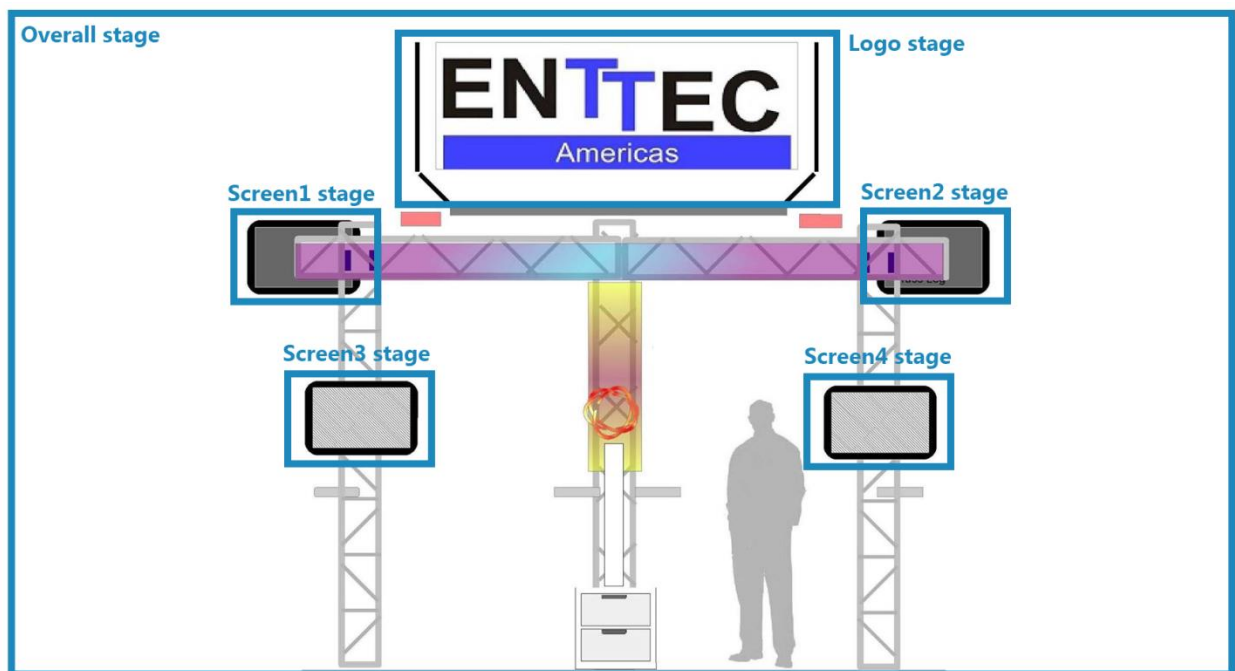 Overall stage
Logo stage
ENTTEC
Americas
Screen1 stage
Screen2 stage
Screen3 stage
Screen4 stage